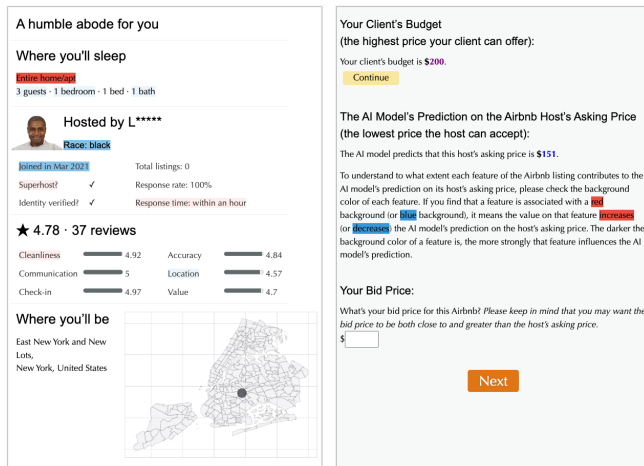 A humble abode for you
Where you'll sleep
Entire home/apt
3 guests · 1 bedroom · 1 bed · 1 bath
Hosted by L*****
Race: black
Joined in Mar 2021 Total listings: 0
Superhost? ✓ Response rate: 100%
Identity verified? ✓ Response time: within an hour
★ 4.78 · 37 reviews
Cleanliness 4.92 Accuracy 4.84
Communication 5 Location 4.57
Check-in 4.97 Value 4.7
Where you'll be
East New York and New
Lots,
New York, United States
Your Client's Budget
(the highest price your client can offer):
Your client's budget is $200.
Continue
The AI Model's Prediction on the Airbnb Host's Asking Price
(the lowest price the host can accept):
The AI model predicts that this host's asking price is $151.
To understand to what extent each feature of the Airbnb listing contributes to the
AI model's prediction on its host's asking price, please check the background
color of each feature. If you find that a feature is associated with a red
background (or blue background), it means the value on that feature increases
(or decreases) the AI model's prediction on the host's asking price. The darker the
background color of a feature is, the more strongly that feature influences the AI
model's prediction.
Your Bid Price:
What's your bid price for this Airbnb? Please keep in mind that you may want the
bid price to be both close to and greater than the host's asking price.
$
Next